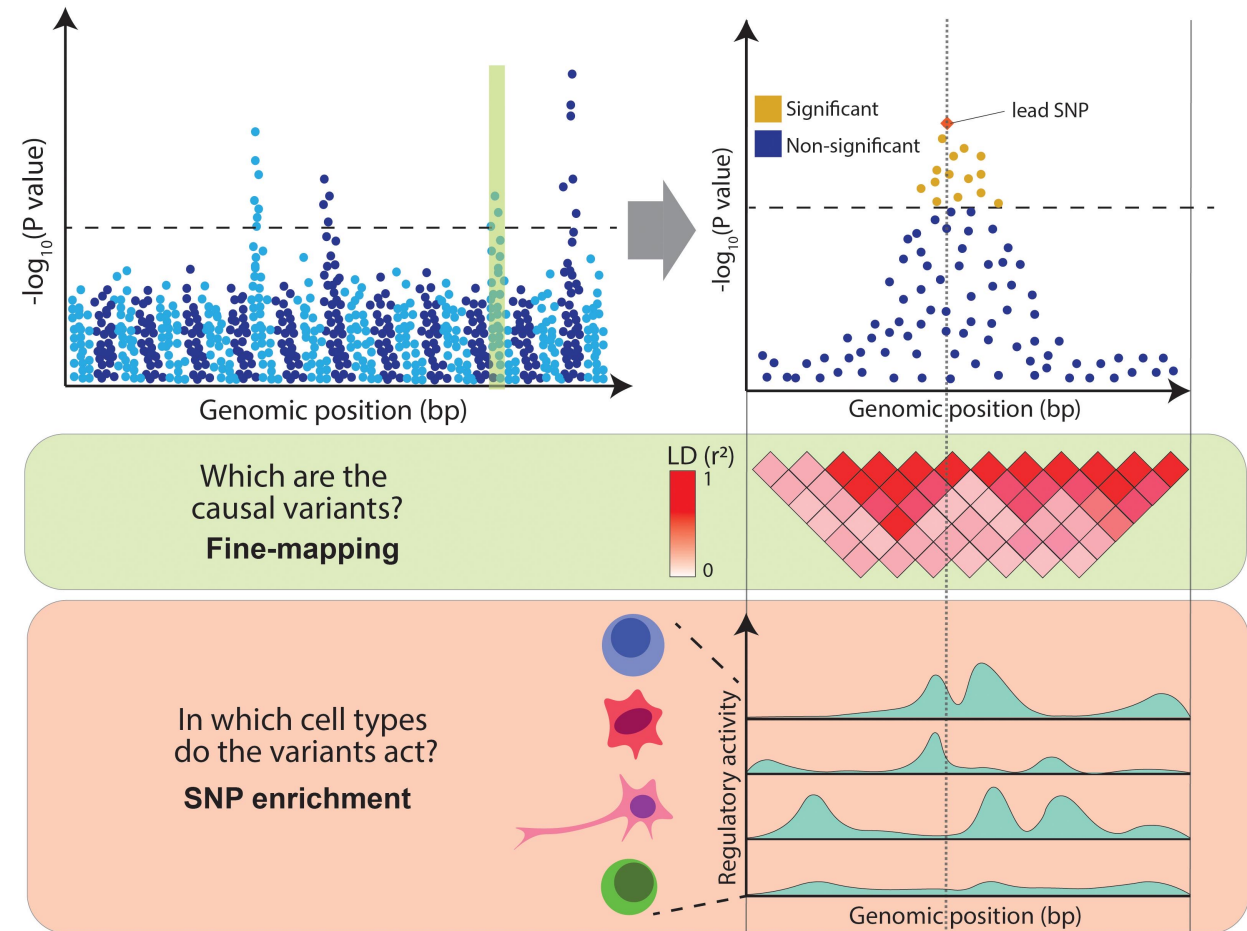 -log10(P value)
Genomic position (bp)
-log10(P value)
Significant
Non-significant
lead SNP
Genomic position (bp)
Which are the
causal variants?
Fine-mapping
LD (r²)
1
0
In which cell types
do the variants act?
SNP enrichment
Regulatory activity
Genomic position (bp)